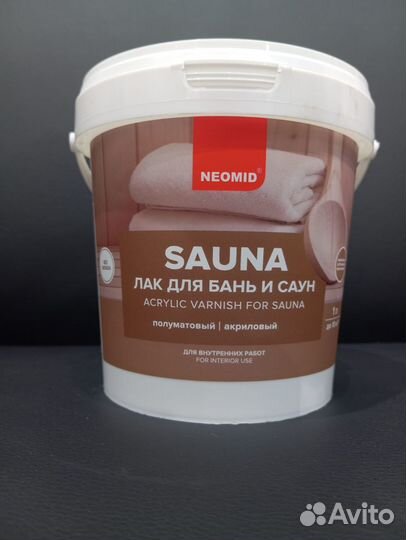 NEOMID®
SAUNA
ЛАК ДЛЯ БАНЬ И САУН
ACRYLIC VARNISH FOR SAUNA
полуматовый | акриловый
1 л
ДЛЯ ВНУТРЕННИХ РАБОТ
FOR INTERIOR USE
Avito